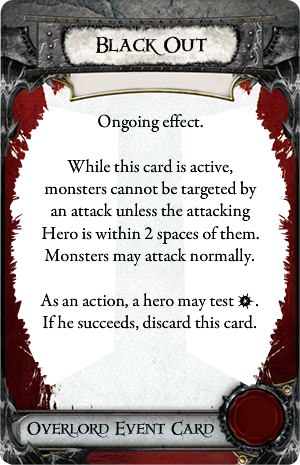 Black Out
Ongoing effect.
While this card is active,
monsters cannot be targeted by
an attack unless the attacking
Hero is within 2 spaces of them.
Monsters may attack normally.
As an action, a hero may test .
If he succeeds, discard this card.
Overlord Event Card